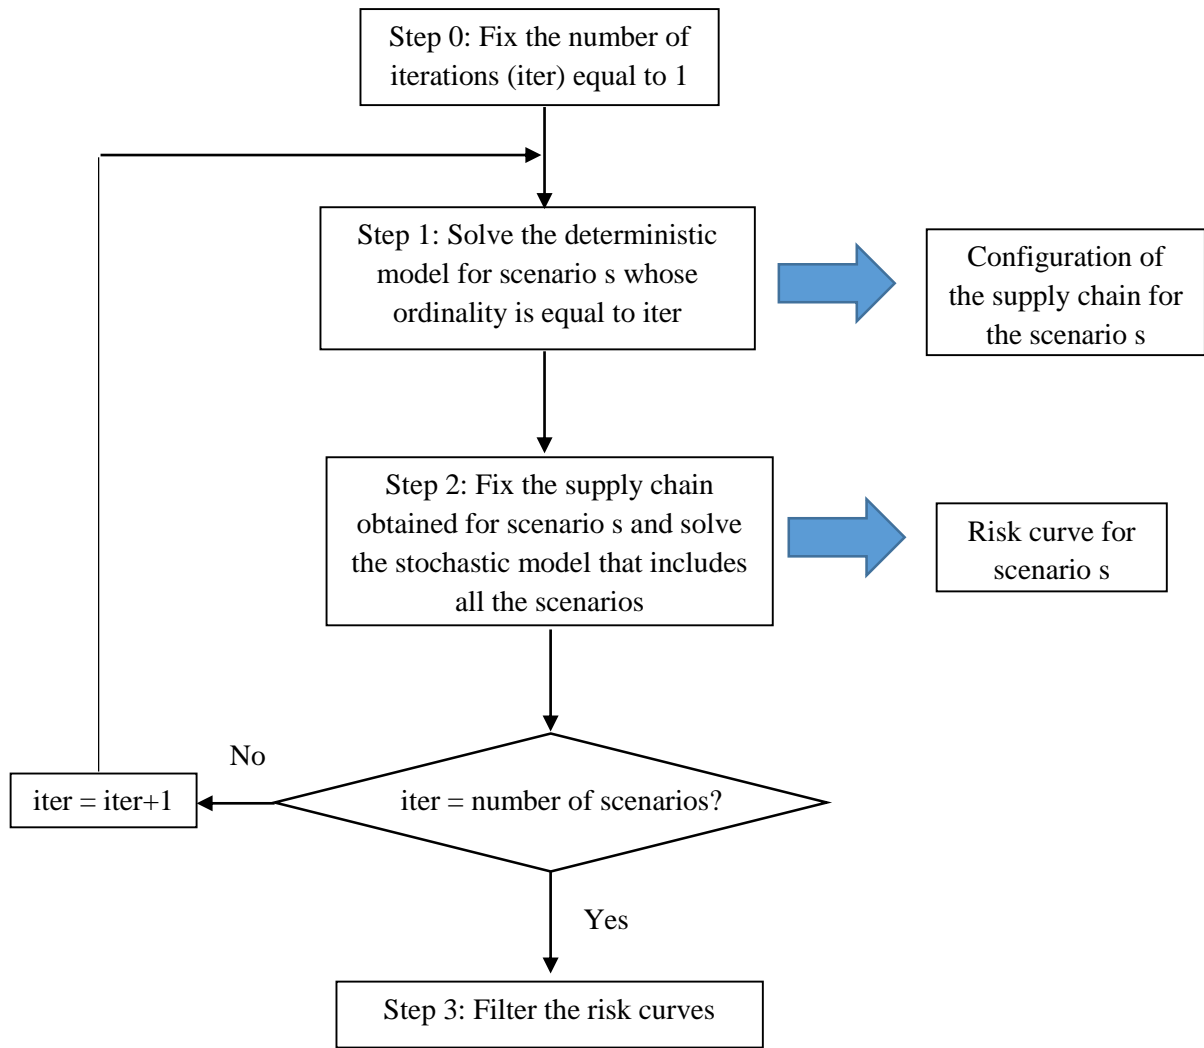 Step 0: Fix the number of
iterations (iter) equal to 1
Step 1: Solve the deterministic
model for scenario s whose
ordinality is equal to iter
Configuration of
the supply chain for
the scenario s
Step 2: Fix the supply chain
obtained for scenario s and solve
the stochastic model that includes
all the scenarios
Risk curve for
scenario s
No
iter = iter+1
iter = number of scenarios?
Yes
Step 3: Filter the risk curves